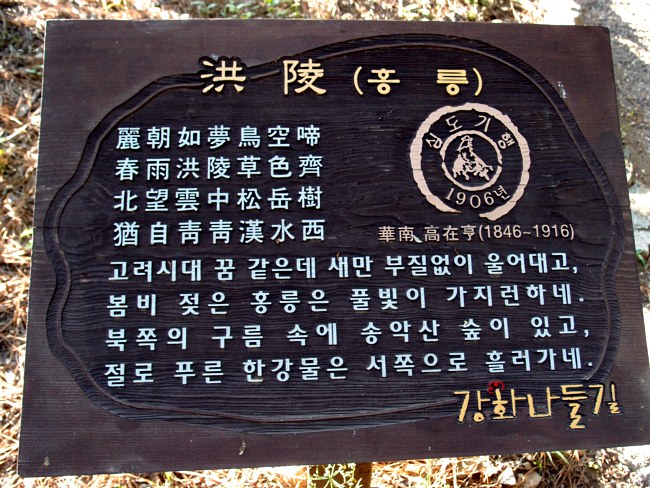 洪陵(홍릉)
麗朝如夢鳥空啼
春雨洪陵草色齊
北望雲中松岳樹
猶自靑靑漢水西
심도기행
1906년
華南 高在亨(1846~1916)
고려시대 꿈 같은데 새만 부질없이 울어대고,
봄비 젖은 홍릉은 풀빛이 가지런하네.
북쪽의 구름 속에 송악산 숲이 있고,
절로 푸른 한강물은 서쪽으로 흘러가네.
강화나들길